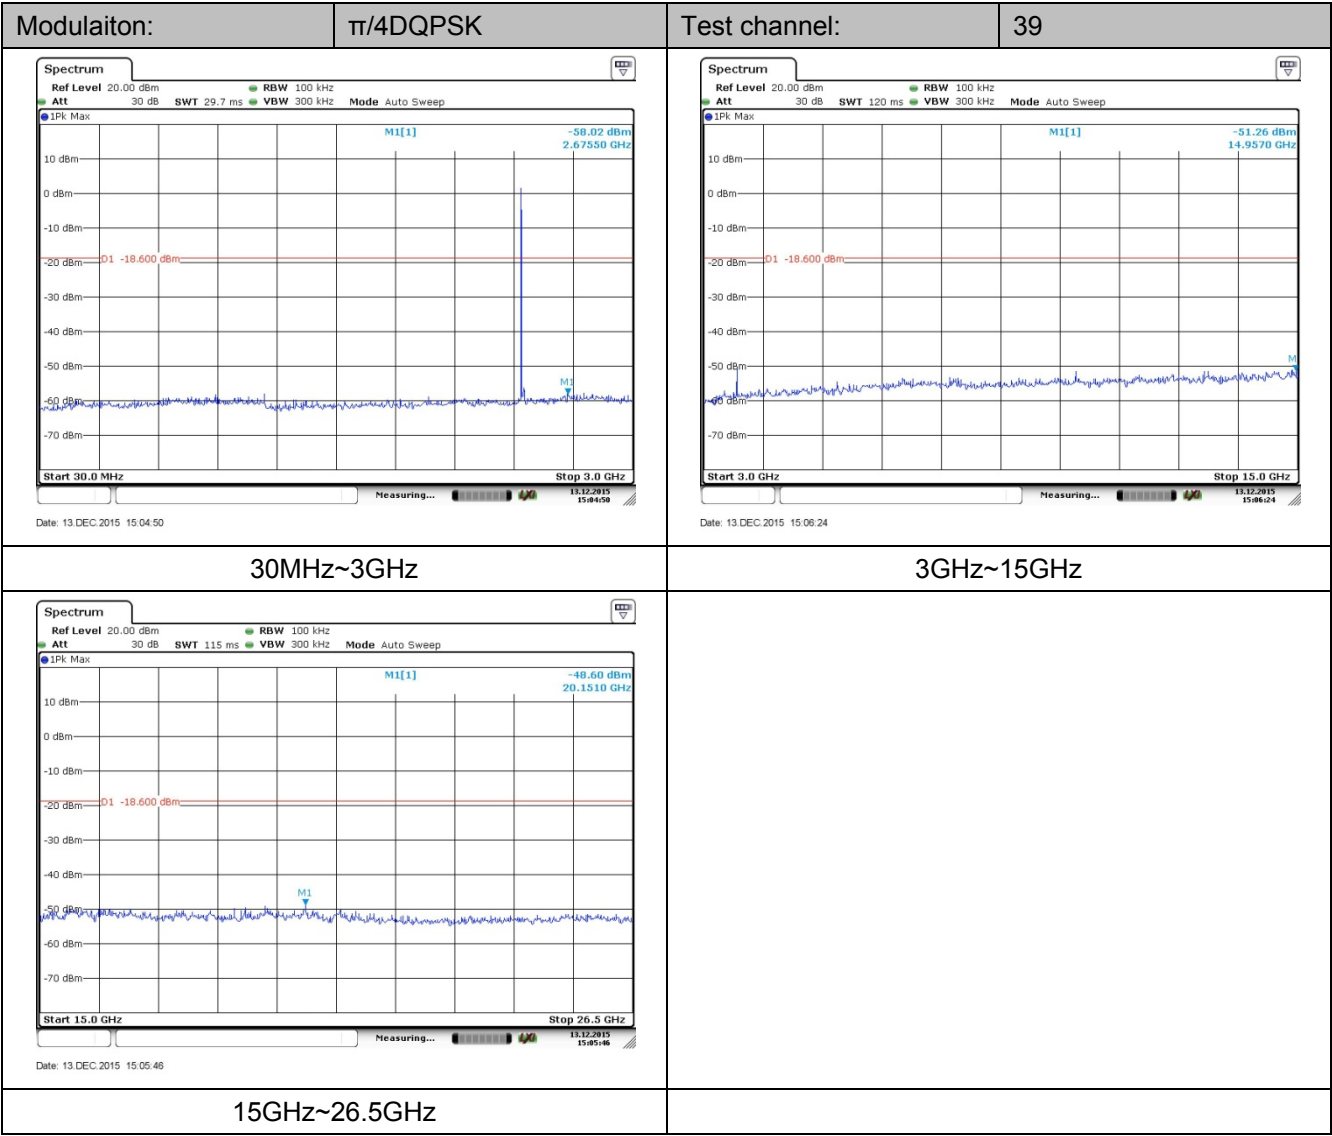 Modulaiton: π/4DQPSK Test channel: 39
Spectrum
Ref Level 20.00 dBm RBW 100 kHz
Att 30 dB SWT 29.7 ms VBW 300 kHz Mode Auto Sweep
1Pk Max
M1[1] -58.02 dBm
2.67550 GHz
10 dBm
0 dBm
-10 dBm
D1 -18.600 dBm
-20 dBm
-30 dBm
-40 dBm
-50 dBm
M1
-60 dBm
-70 dBm
Start 30.0 MHz Stop 3.0 GHz
Measuring... LXI 13.12.2015
15:04:50
Date: 13.DEC.2015 15:04:50
Spectrum
Ref Level 20.00 dBm RBW 100 kHz
Att 30 dB SWT 120 ms VBW 300 kHz Mode Auto Sweep
1Pk Max
M1[1] -51.26 dBm
14.9570 GHz
10 dBm
0 dBm
-10 dBm
D1 -18.600 dBm
-20 dBm
-30 dBm
-40 dBm
M
-50 dBm
-60 dBm
-70 dBm
Start 3.0 GHz Stop 15.0 GHz
Measuring... LXI 13.12.2015
15:06:24
Date: 13.DEC.2015 15:06:24
30MHz~3GHz 3GHz~15GHz
Spectrum
Ref Level 20.00 dBm RBW 100 kHz
Att 30 dB SWT 115 ms VBW 300 kHz Mode Auto Sweep
1Pk Max
M1[1] -48.60 dBm
20.1510 GHz
10 dBm
0 dBm
-10 dBm
D1 -18.600 dBm
-20 dBm
-30 dBm
-40 dBm
M1
-50 dBm
-60 dBm
-70 dBm
Start 15.0 GHz Stop 26.5 GHz
Measuring... LXI 13.12.2015
15:05:46
Date: 13.DEC.2015 15:05:46
15GHz~26.5GHz